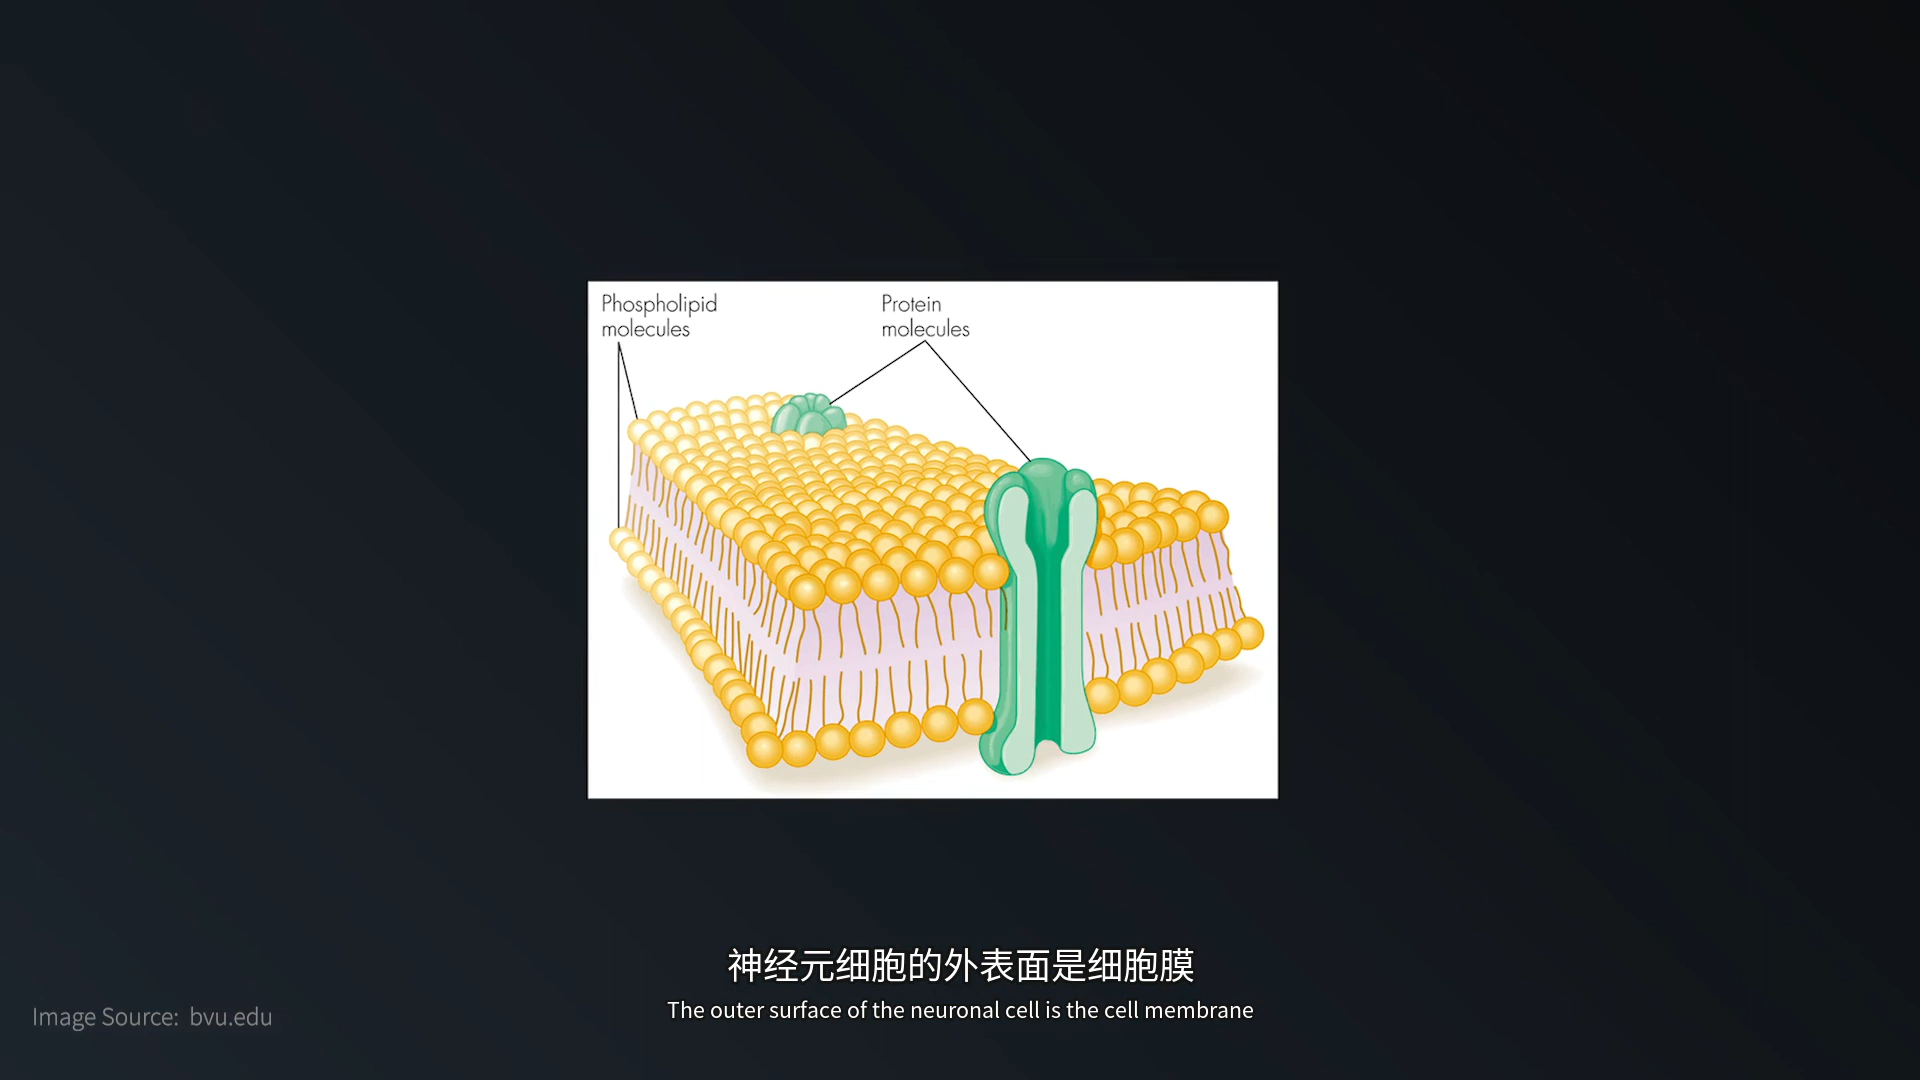 Phospholipid
molecules
Protein
molecules
神经元细胞的外表面是细胞膜
The outer surface of the neuronal cell is the cell membrane
Image Source: bvu.edu